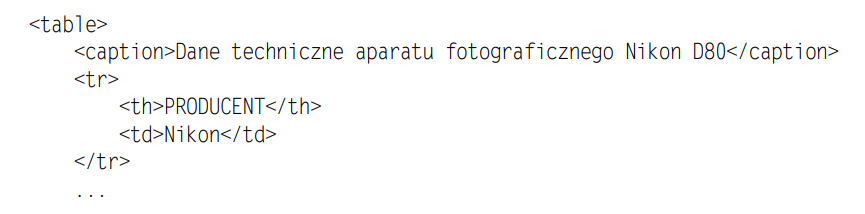 <table>
    <caption>Dane techniczne aparatu fotograficznego Nikon D80</caption>
    <tr>
        <th>PRODUCENT</th>
        <td>Nikon</td>
    </tr>
    ...